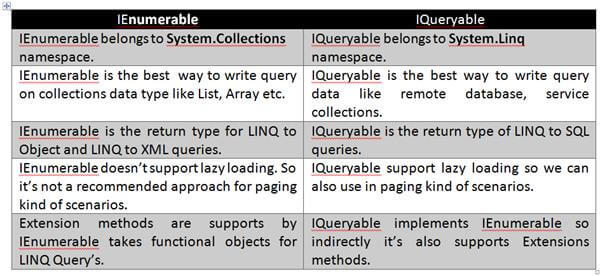 IEnumerable
IQueryable
IEnumerable belongs to System.Collections
namespace.
IQueryable belongs to System.Linq
namespace.
IEnumerable is the best way to write query
on collections data type like List, Array etc.
IQueryable is the best way to write query
data like remote database, service
collections.
IEnumerable is the return type for LINQ to
Object and LINQ to XML queries.
IQueryable is the return type of LINQ to SQL
queries.
IEnumerable doesn't support lazy loading. So
it's not a recommended approach for paging
kind of scenarios.
IQueryable support lazy loading so we can
also use in paging kind of scenarios.
Extension methods are supports by
IEnumerable takes functional objects for
LINQ Query's.
IQueryable implements IEnumerable so
indirectly it's also supports Extensions
methods.